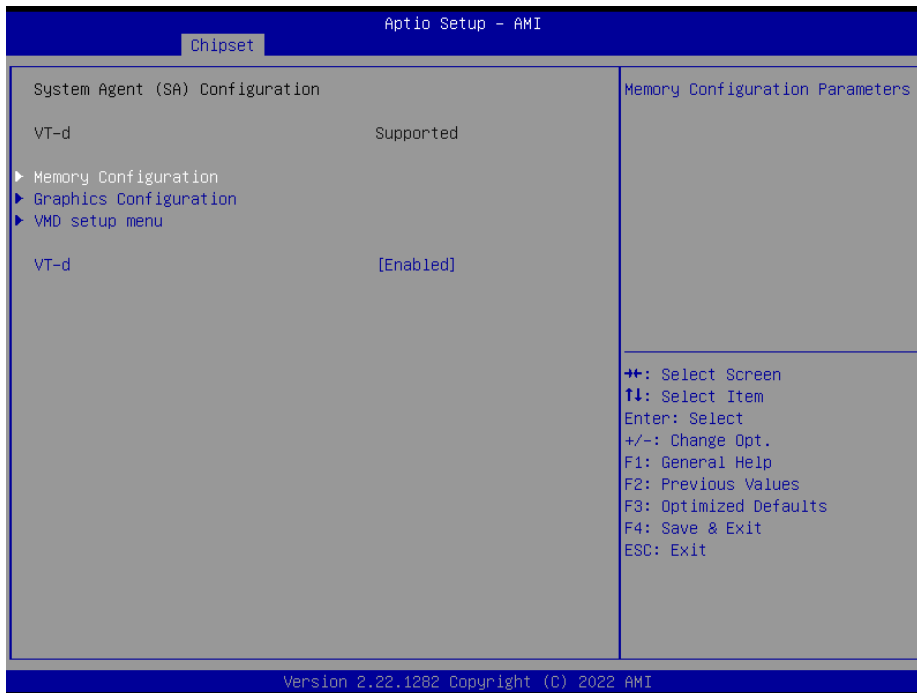 Aptio Setup – AMI
Chipset
System Agent (SA) Configuration
VT-d Supported
▶ Memory Configuration
▶ Graphics Configuration
▶ VMD setup menu
VT-d [Enabled]
Memory Configuration Parameters
→←: Select Screen
↑↓: Select Item
Enter: Select
+/-: Change Opt.
F1: General Help
F2: Previous Values
F3: Optimized Defaults
F4: Save & Exit
ESC: Exit
Version 2.22.1282 Copyright (C) 2022 AMI